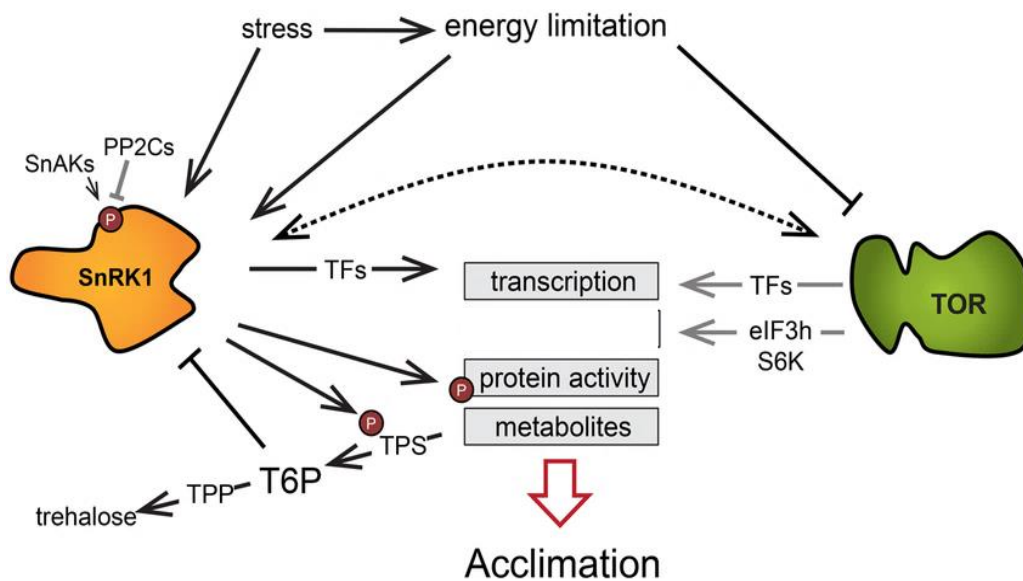 stress
energy limitation
PP2Cs
SnAKs
P
SnRK1
TFs
transcription
TFs
TOR
eIF3h
S6K
protein activity
P
metabolites
P
TPS
T6P
TPP
trehalose
Acclimation